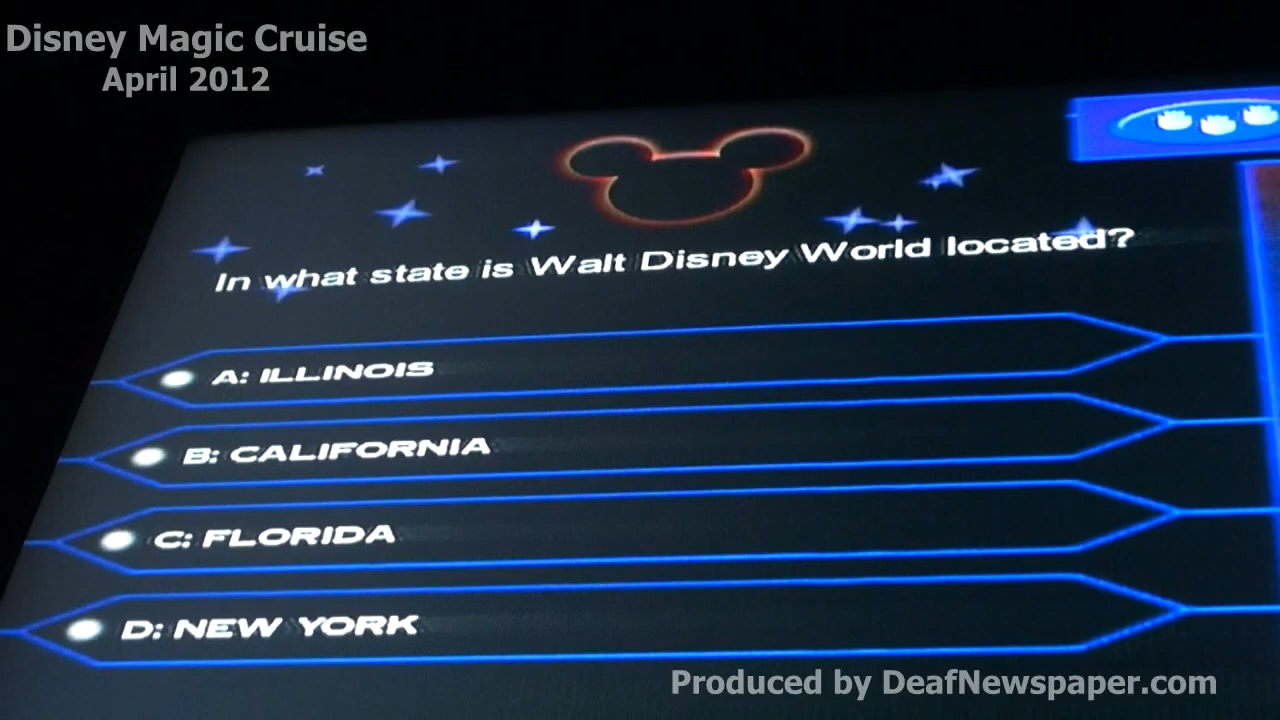 Disney Magic Cruise
April 2012
In what state is Walt Disney World located?
A: ILLINOIS
B: CALIFORNIA
C: FLORIDA
D: NEW YORK
Produced by DeafNewspaper.com